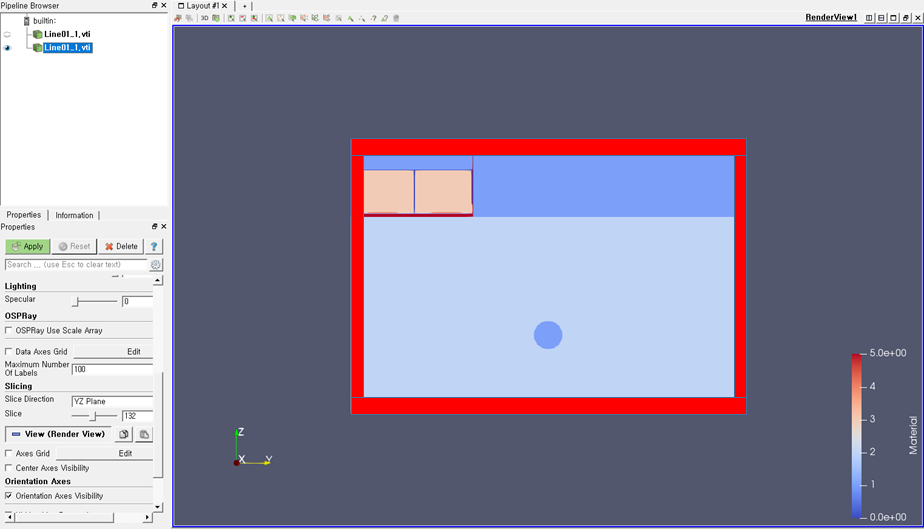 Pipeline Browser
builtin:
Line01_1,vti
Line01_1,vti
Properties
Information
Properties
Apply
Reset
Delete
?
Search ... (use Esc to clear text)
Lighting
Specular
0
OSPRay
OSPRay Use Scale Array
Data Axes Grid
Edit
Maximum Number
Of Labels
100
Slicing
Slice Direction
YZ Plane
Slice
132
View (Render View)
Axes Grid
Edit
Center Axes Visibility
Orientation Axes
Orientation Axes Visibility
Layout #1
+
3D
RenderView1
Z
X
Y
5.0e+00
4
3
2
1
0.0e+00
Material